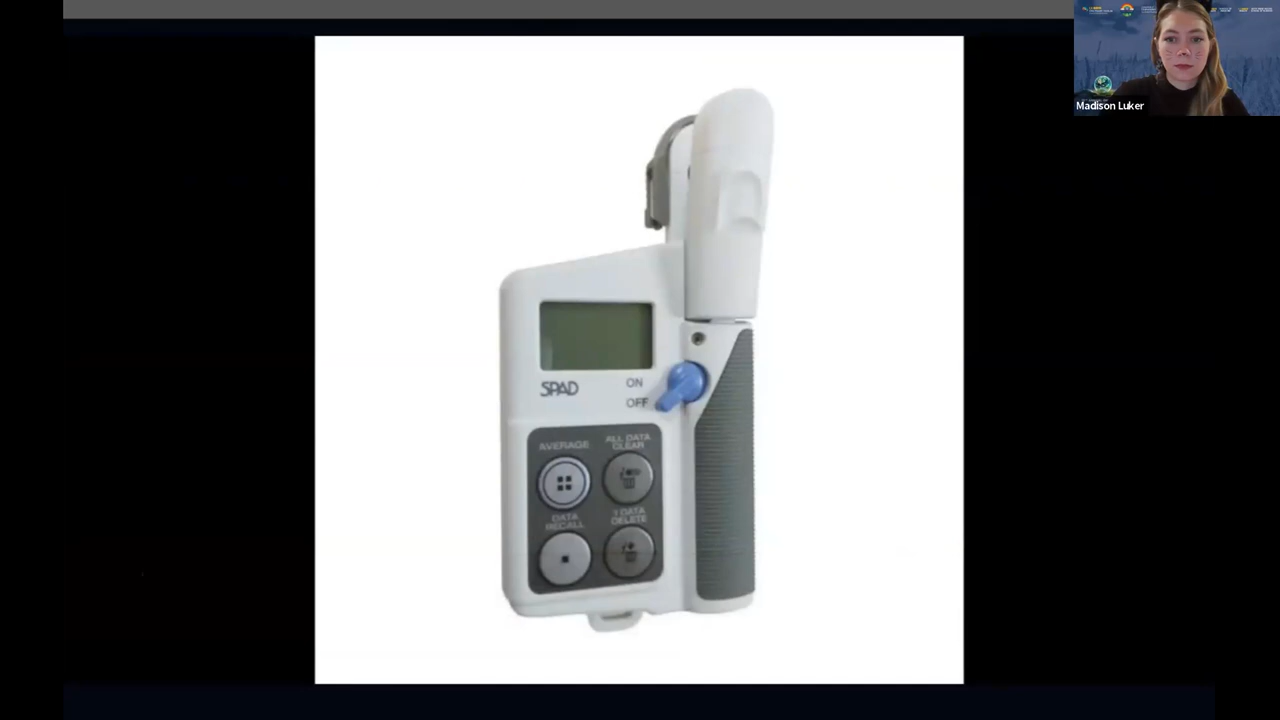 Madison Luker
SPAD
ON
OFF
AVERAGE
ALL DATA
CLEAR
DATA
RECALL
1 DATA
DELETE